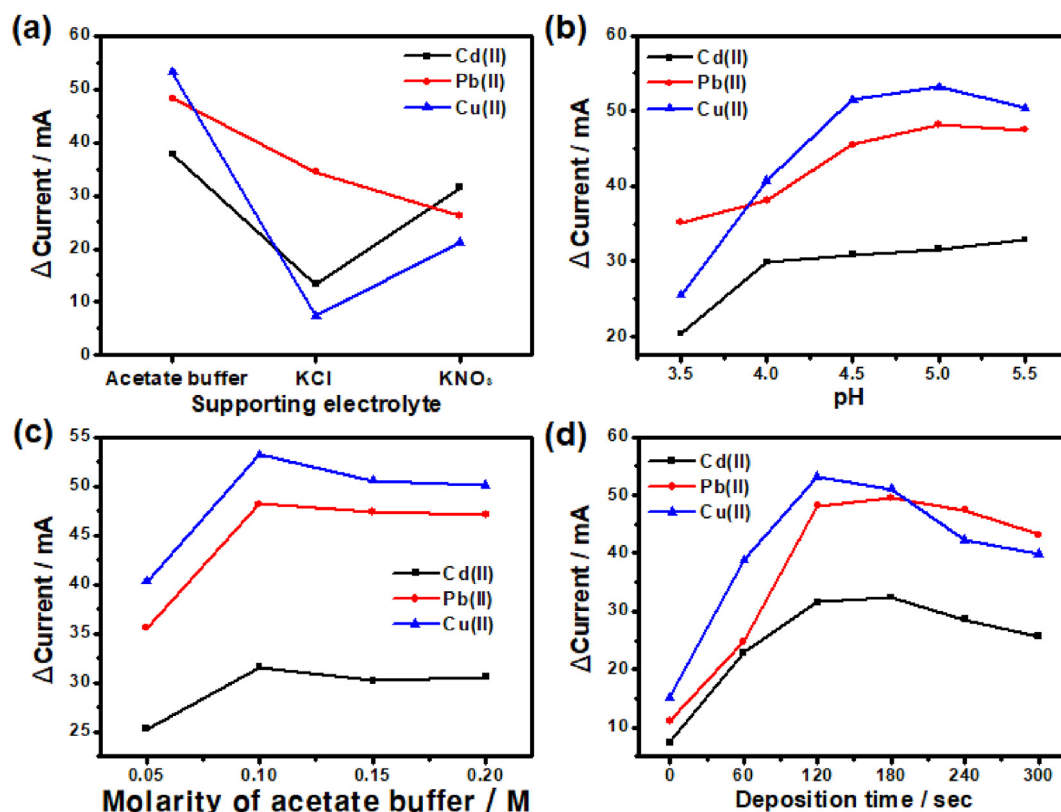 (a)
60
50
40
30
20
10
0
Δ Current / mA
Cd(II)
Pb(II)
Cu(II)
Acetate buffer KCl KNO₃
Supporting electrolyte
(b)
60
50
40
30
20
Δ Current / mA
Cd(II)
Pb(II)
Cu(II)
3.5 4.0 4.5 5.0 5.5
pH
(c)
55
50
45
40
35
30
25
ΔCurrent / mA
Cd(II)
Pb(II)
Cu(II)
0.05 0.10 0.15 0.20
Molarity of acetate buffer / M
(d)
60
50
40
30
20
10
ΔCurrent / mA
Cd(II)
Pb(II)
Cu(II)
0 60 120 180 240 300
Deposition time / sec